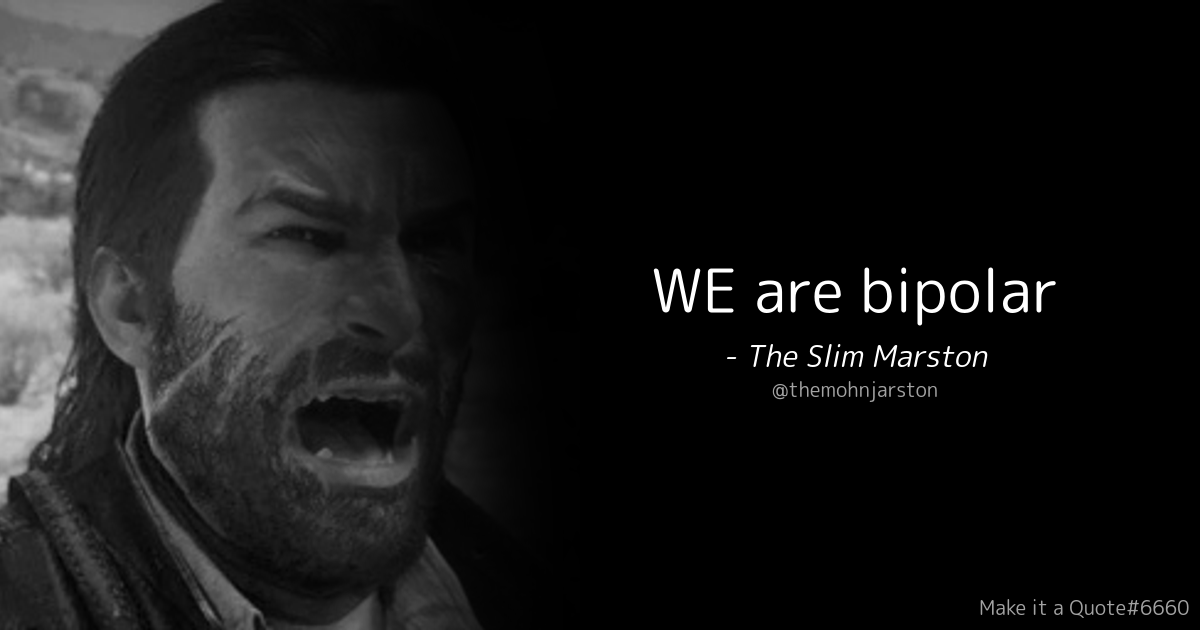 WE are bipolar
- The Slim Marston
@themohnjarston
Make it a Quote#6660